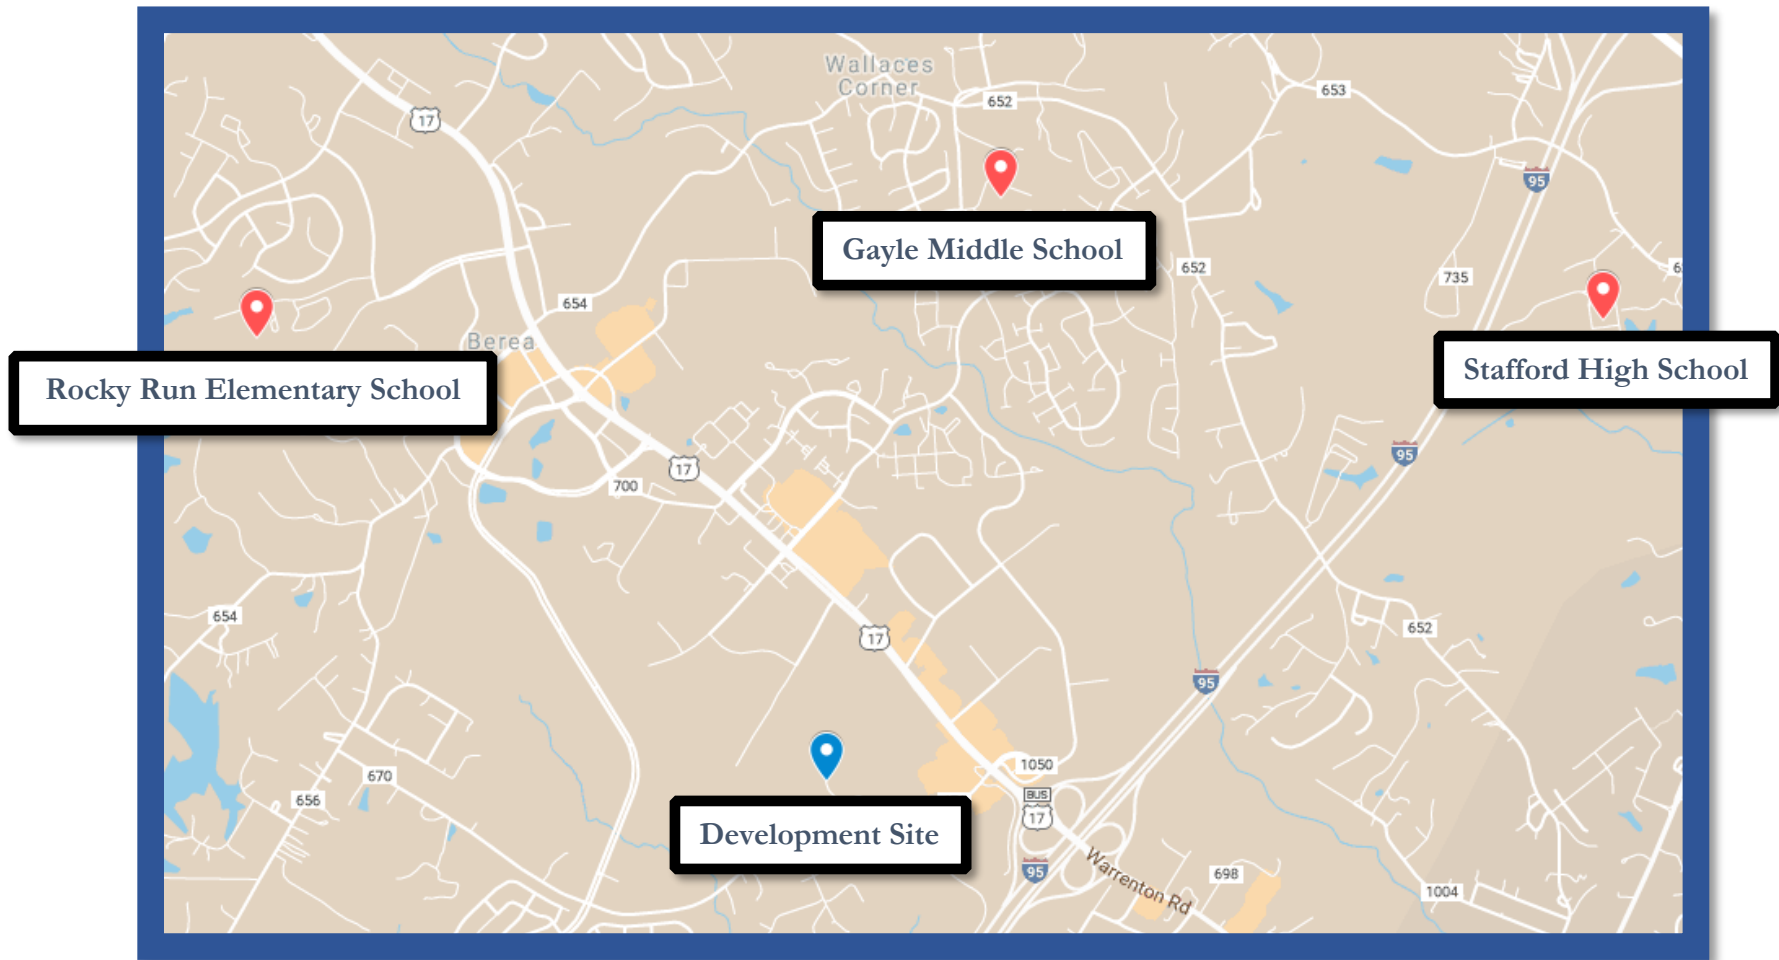 Wallaces
Corner
652
653
17
95
Gayle Middle School
652
735
654
Berea
Rocky Run Elementary School
Stafford High School
17
700
95
654
17
652
95
670
656
1050
BUS
17
Development Site
Warrenton Rd
95
698
1004